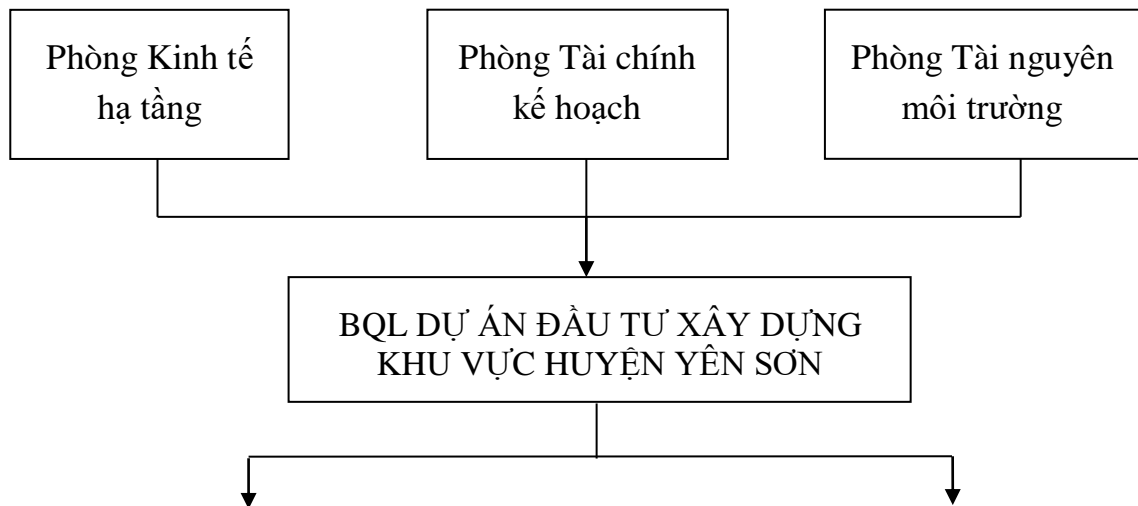 Phòng Kinh tế
hạ tầng
Phòng Tài chính
kế hoạch
Phòng Tài nguyên
môi trường
BQL DỰ ÁN ĐẦU TƯ XÂY DỰNG
KHU VỰC HUYỆN YÊN SƠN